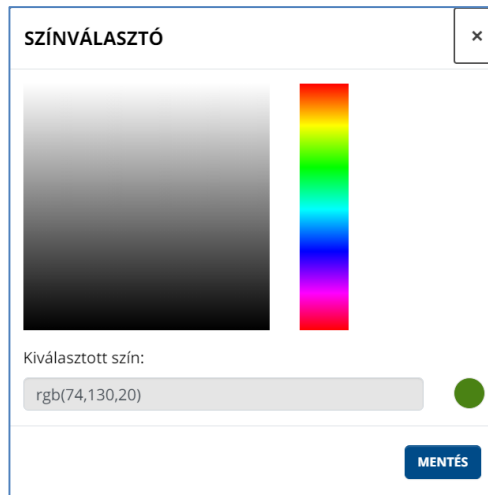 SZÍNVÁLASZTÓ
×
Kiválasztott szín:
rgb(74,130,20)
MENTÉS